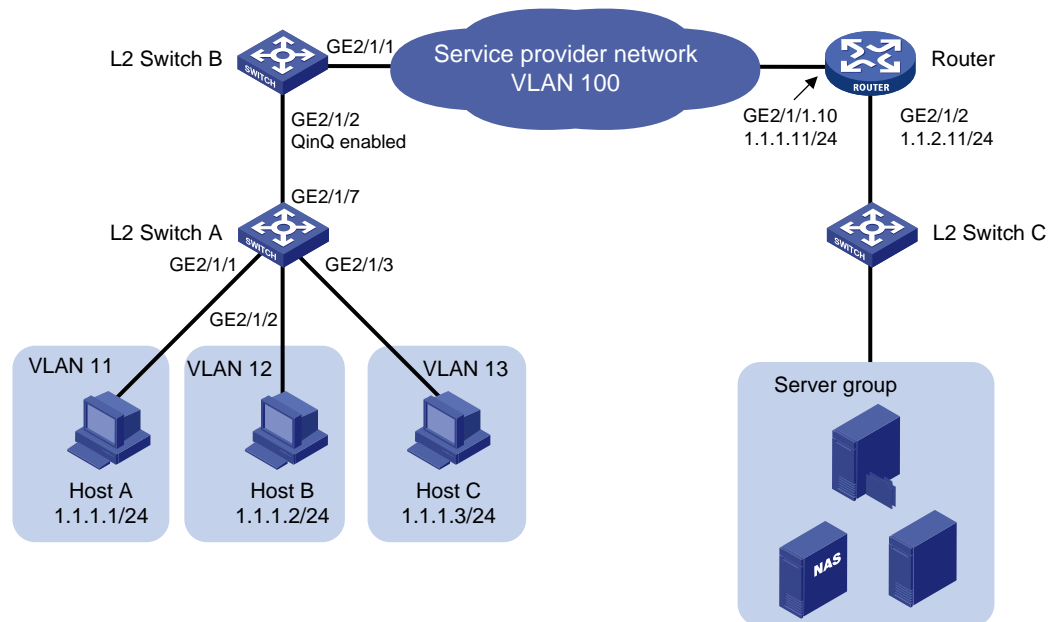 L2 Switch B
SWITCH
GE2/1/1
Service provider network
VLAN 100
ROUTER
Router
GE2/1/2
QinQ enabled
GE2/1/1.10
1.1.1.11/24
GE2/1/2
1.1.2.11/24
GE2/1/7
L2 Switch A
SWITCH
SWITCH
L2 Switch C
GE2/1/1
GE2/1/3
GE2/1/2
VLAN 11
VLAN 12
VLAN 13
Host A
1.1.1.1/24
Host B
1.1.1.2/24
Host C
1.1.1.3/24
Server group
NAS